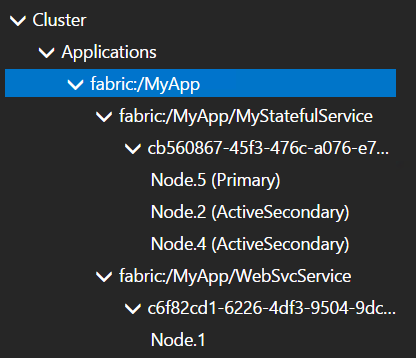 Cluster
Applications
fabric:/MyApp
fabric:/MyApp/MyStatefulService
cb560867-45f3-476c-a076-e7...
Node.5 (Primary)
Node.2 (ActiveSecondary)
Node.4 (ActiveSecondary)
fabric:/MyApp/WebSvcService
c6f82cd1-6226-4df3-9504-9dc...
Node.1